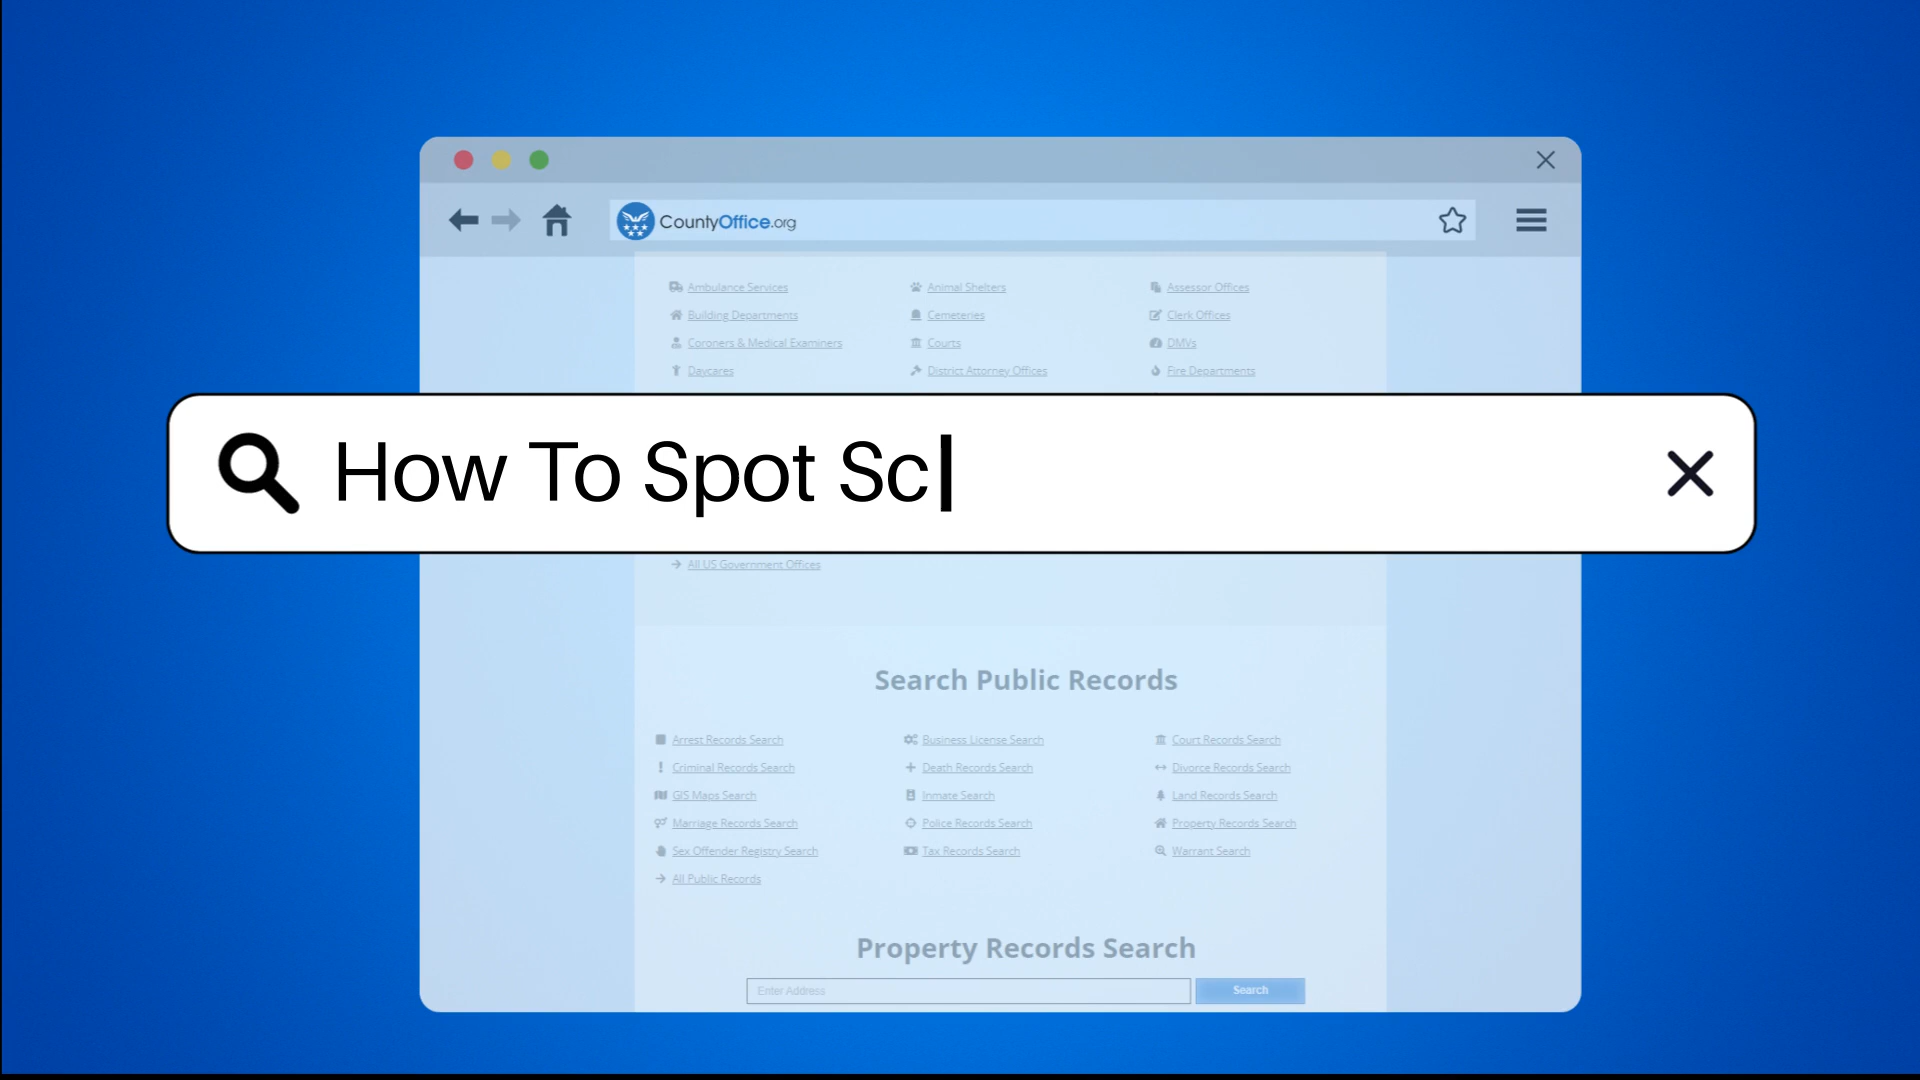 CountyOffice.org
Ambulance Services Animal Shelters Assessor Offices
Building Departments Cemeteries Clerk Offices
Coroners & Medical Examiners Courts DMVs
Daycares District Attorney Offices Fire Departments
How To Spot Sc
All US Government Offices
Search Public Records
Arrest Records Search Business License Search Court Records Search
Criminal Records Search Death Records Search Divorce Records Search
GIS Maps Search Inmate Search Land Records Search
Marriage Records Search Police Records Search Property Records Search
Sex Offender Registry Search Tax Records Search Warrant Search
All Public Records
Property Records Search
Enter Address Search